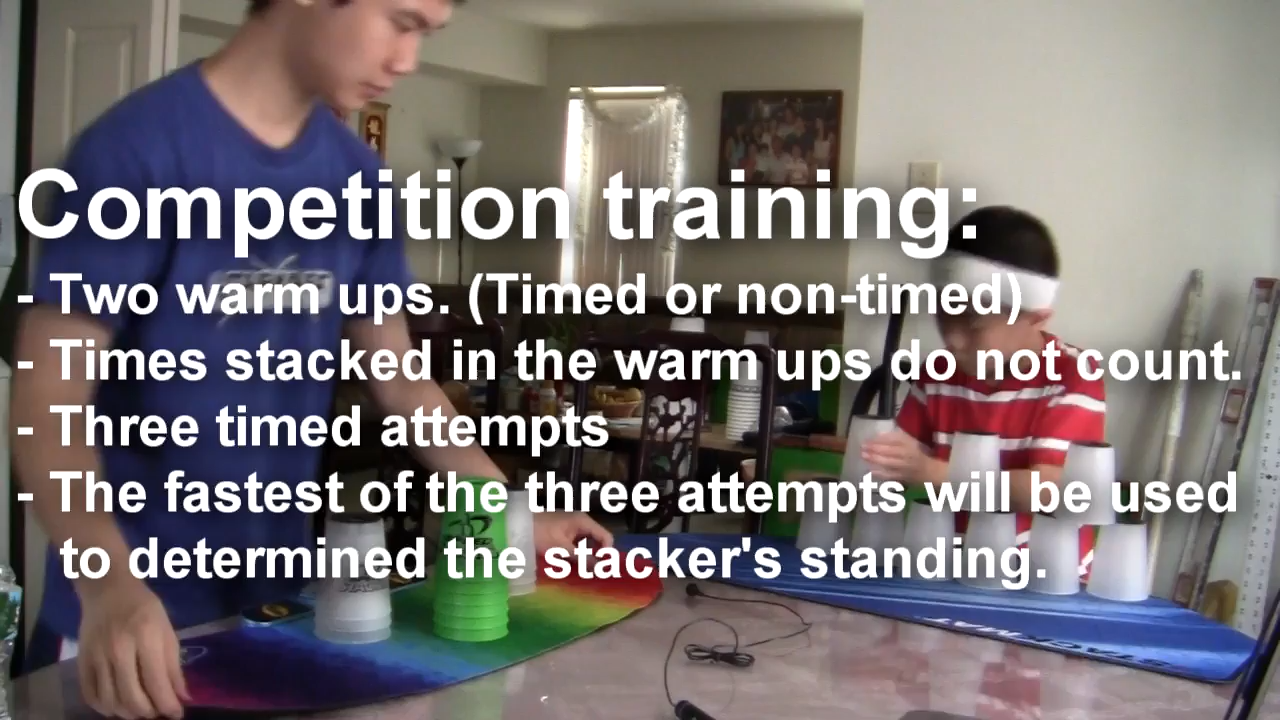 Competition training:
- Two warm ups. (Timed or non-timed)
- Times stacked in the warm ups do not count.
- Three timed attempts
- The fastest of the three attempts will be used
to determined the stacker's standing.
STACKMAT